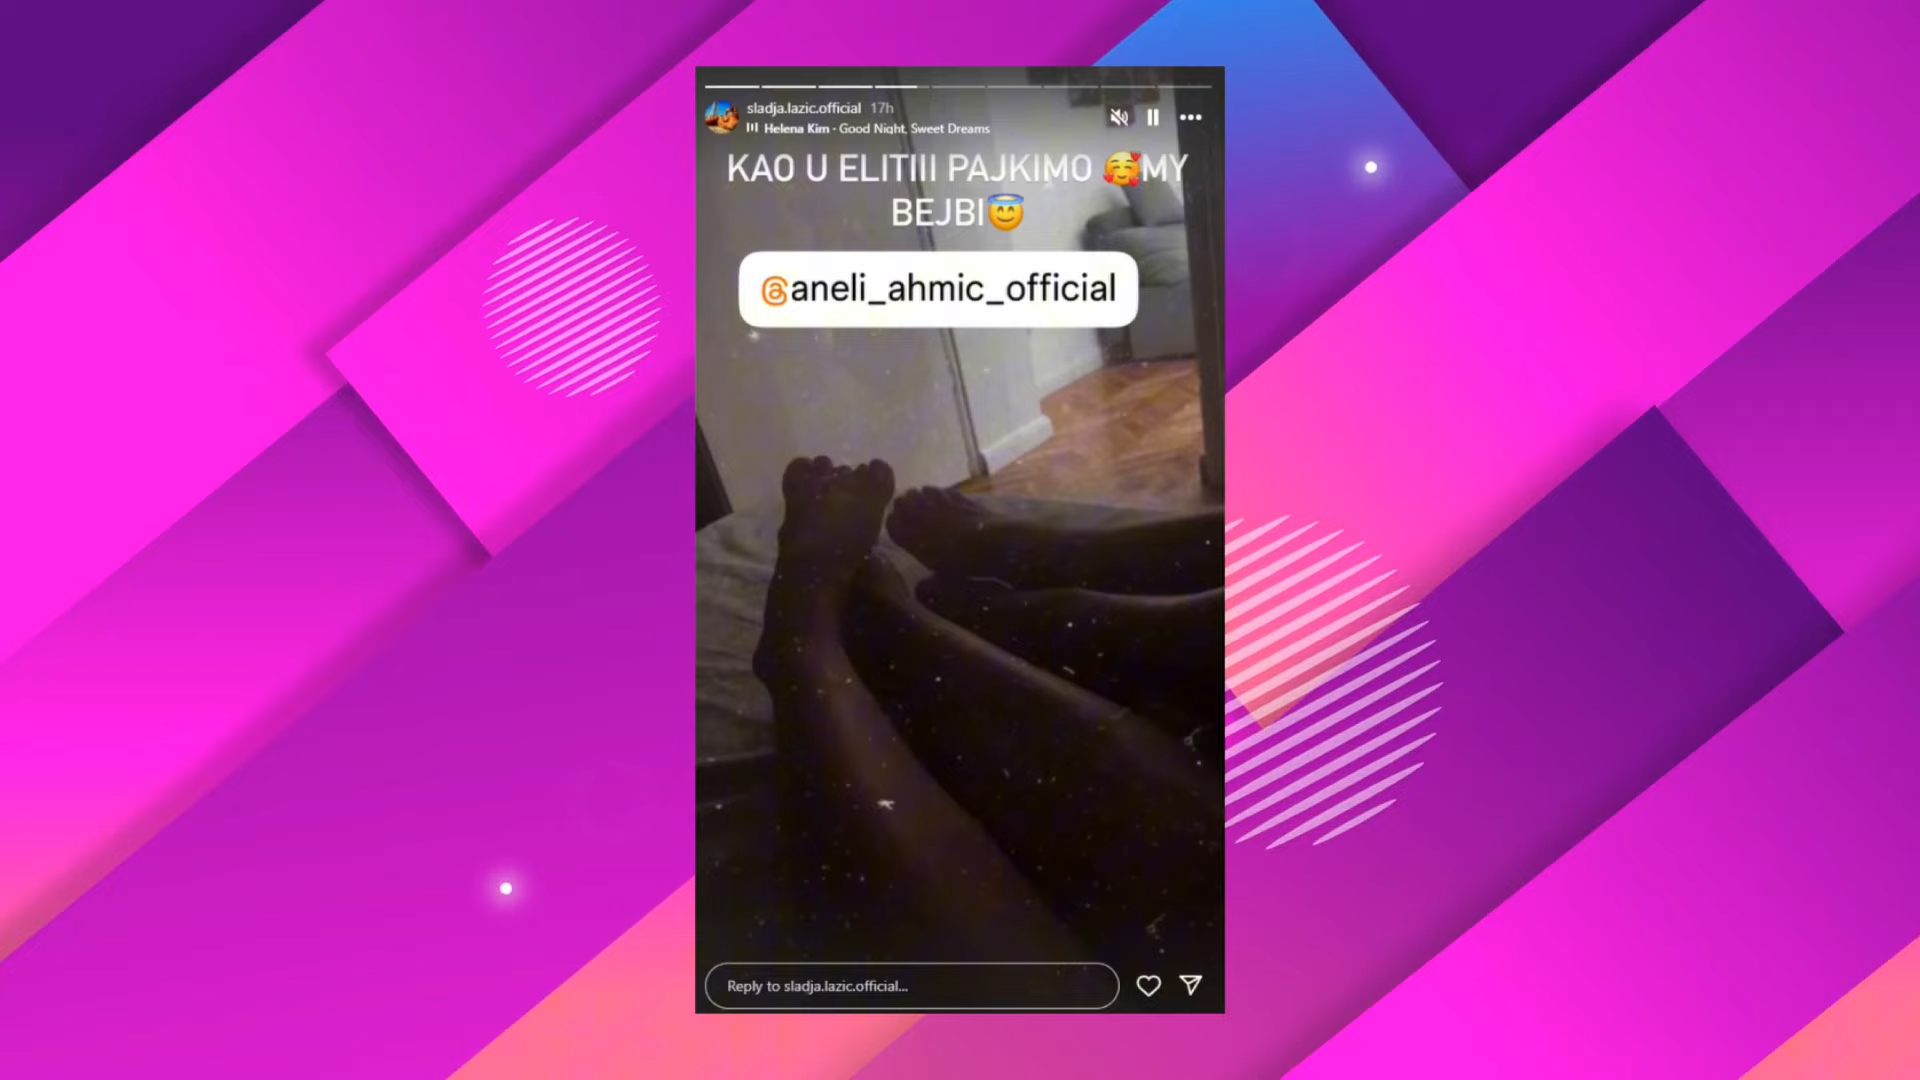 sladja.lazic.official 17h
Helena Kim · Good Night, Sweet Dreams
KAO U ELITIII PAJKIMO 🥰MY
BEJBI😇
@aneli_ahmic_official
Reply to sladja.lazic.official...